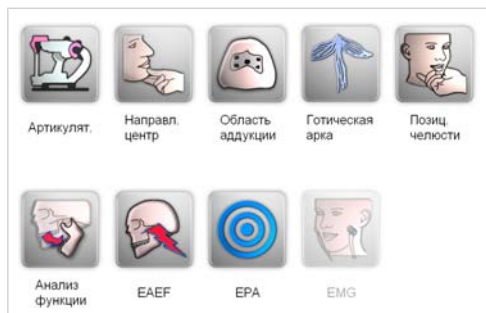 Артикулят.
Направл.
центр
Область
аддукции
Готическая
арка
Позиц.
челюсти
Анализ
функции
EAEF
EPA
EMG